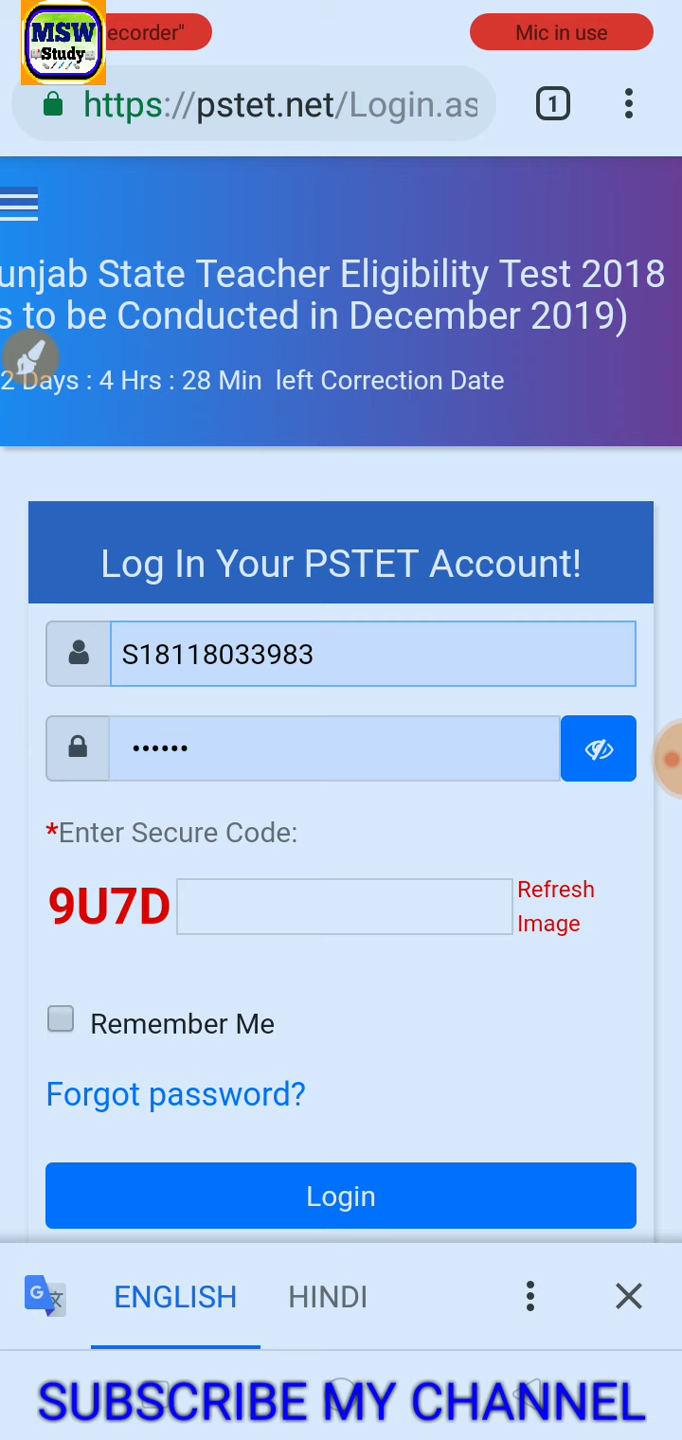 MSW
Study
ecorder"
Mic in use
https://pstet.net/Login.as
1
unjab State Teacher Eligibility Test 2018
s to be Conducted in December 2019)
2 Days : 4 Hrs : 28 Min left Correction Date
Log In Your PSTET Account!
S18118033983
••••••
*Enter Secure Code:
9U7D
Refresh
Image
Remember Me
Forgot password?
Login
ENGLISH
HINDI
SUBSCRIBE MY CHANNEL